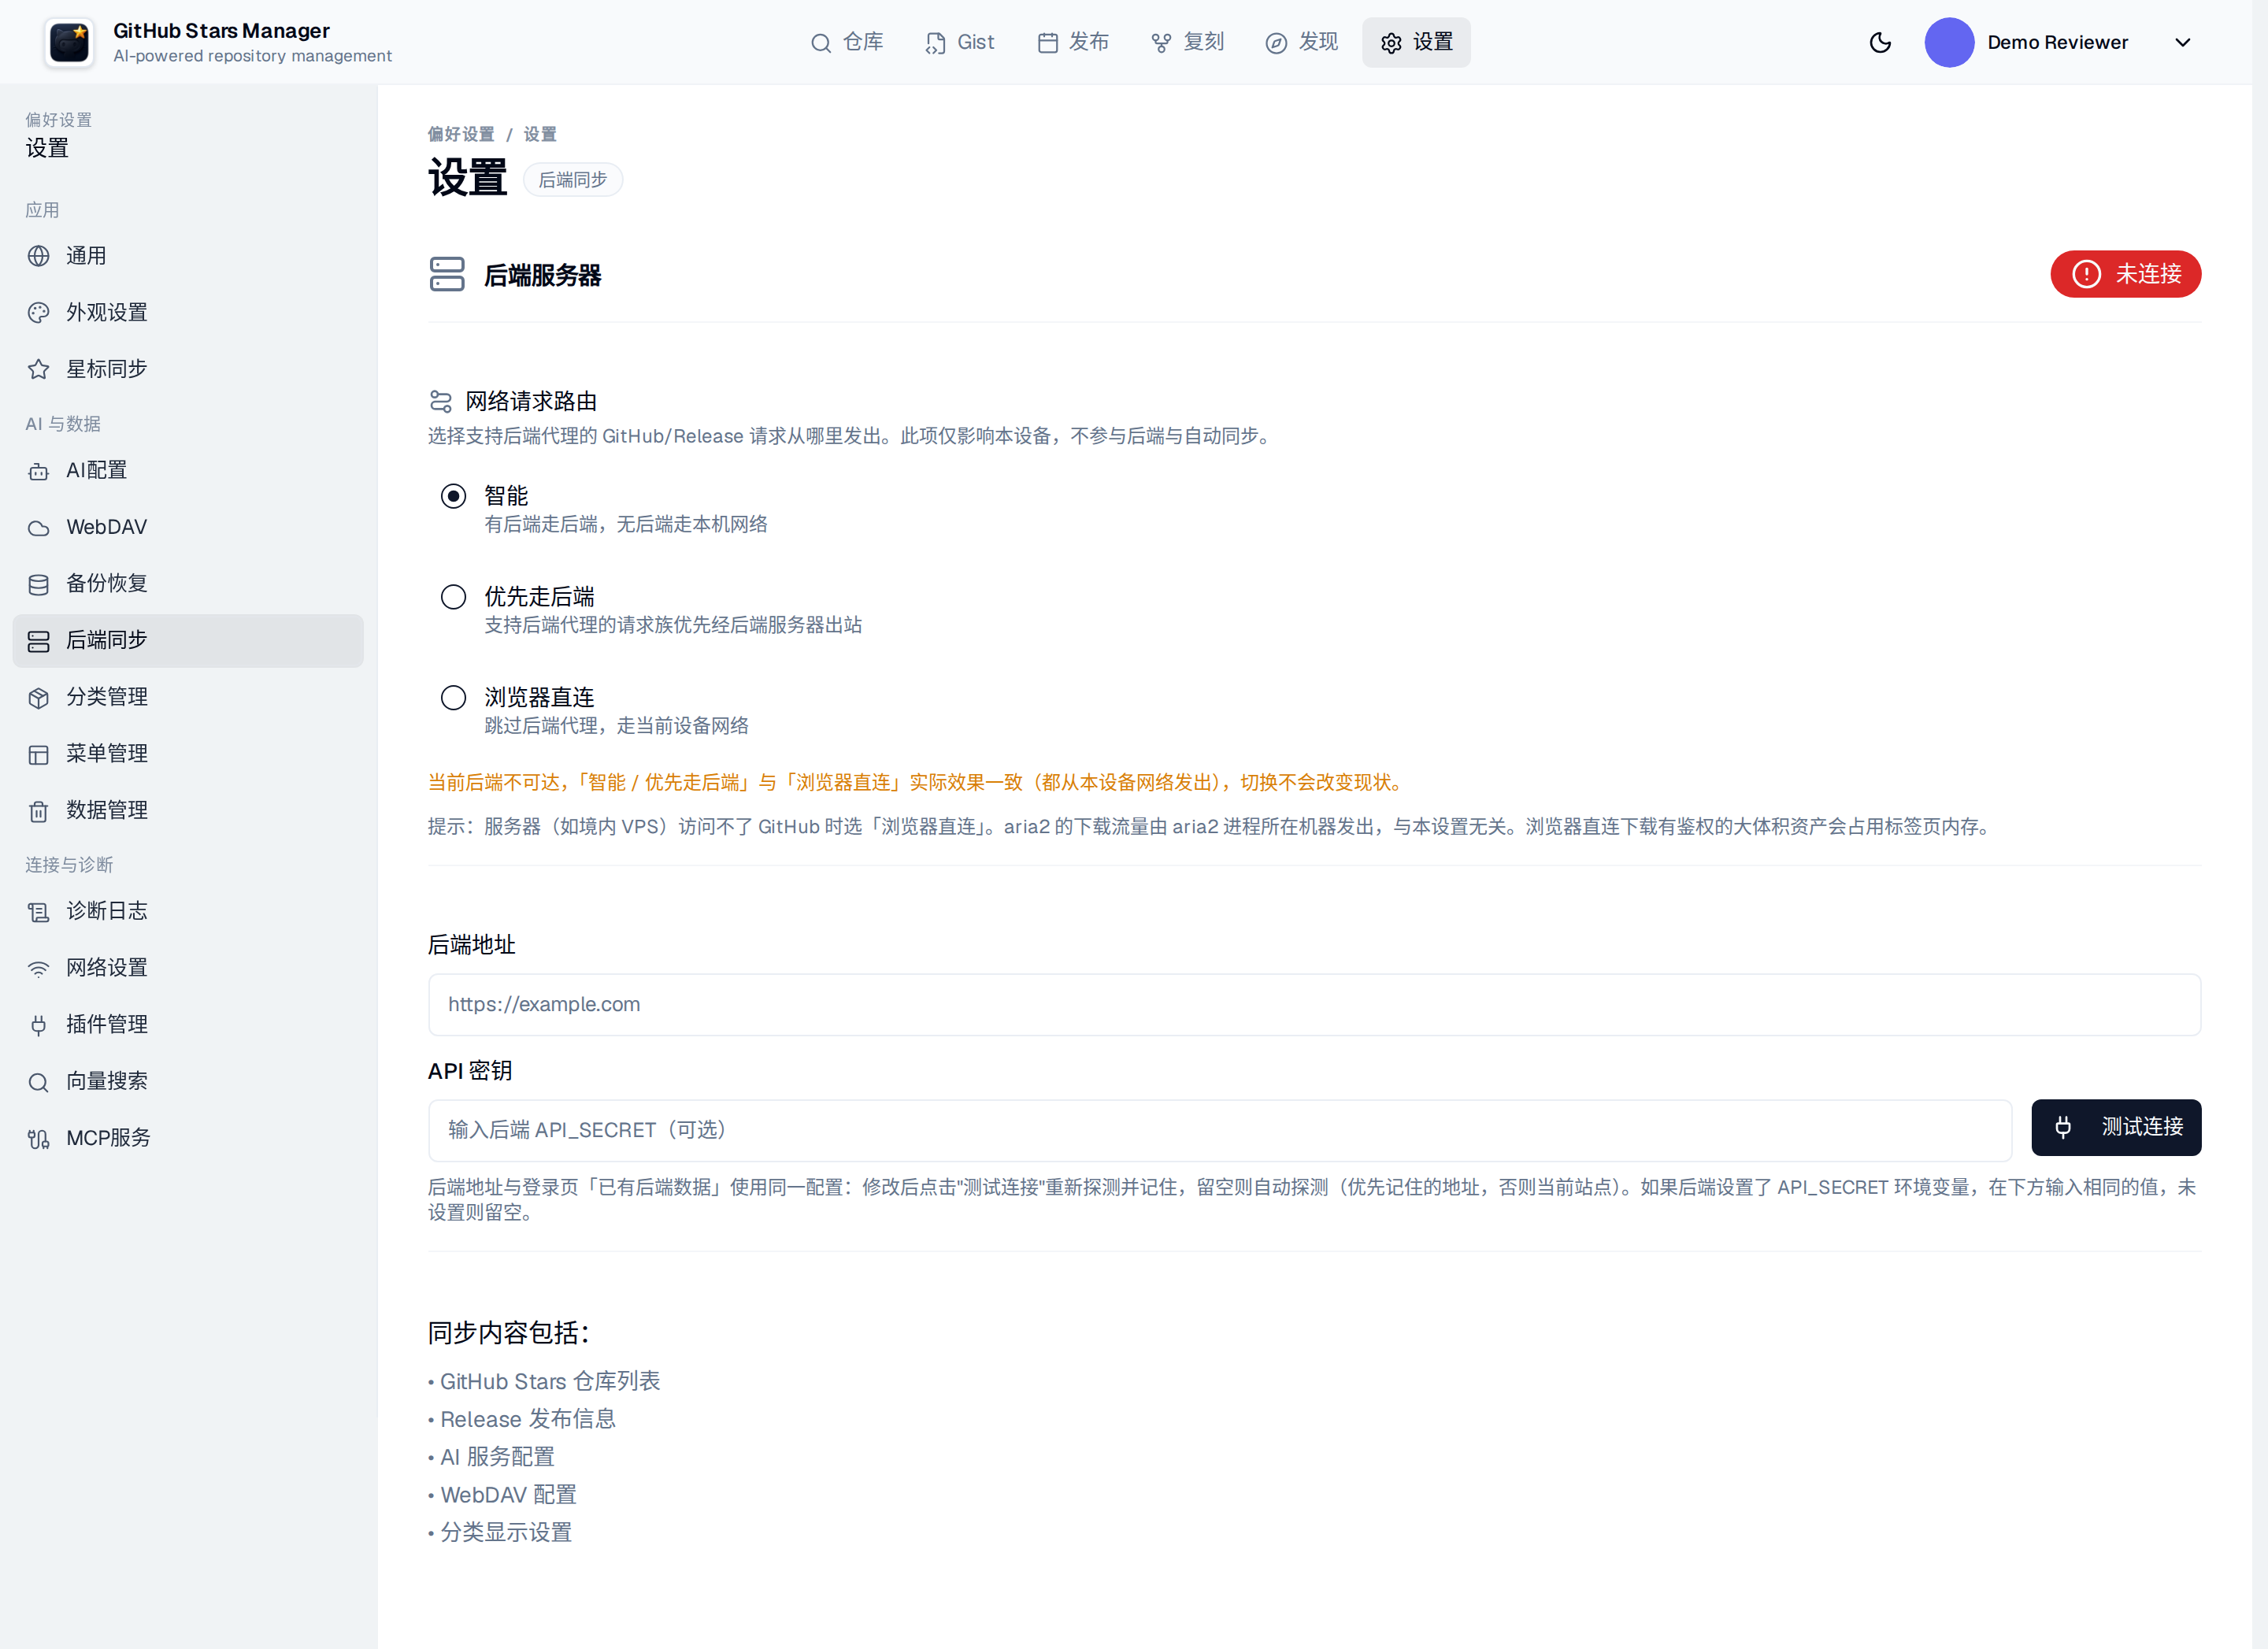 GitHub Stars Manager
AI-powered repository management
仓库
Gist
发布
复刻
发现
设置
Demo Reviewer
偏好设置
设置
应用
通用
外观设置
星标同步
AI 与数据
AI配置
WebDAV
备份恢复
后端同步
分类管理
菜单管理
数据管理
连接与诊断
诊断日志
网络设置
插件管理
向量搜索
MCP服务
偏好设置 / 设置
设置
后端同步
后端服务器
未连接
网络请求路由
选择支持后端代理的 GitHub/Release 请求从哪里发出。此项仅影响本设备，不参与后端与自动同步。
智能
有后端走后端，无后端走本机网络
优先走后端
支持后端代理的请求族优先经后端服务器出站
浏览器直连
跳过后端代理，走当前设备网络
当前后端不可达，「智能 / 优先走后端」与「浏览器直连」实际效果一致（都从本设备网络发出），切换不会改变现状。
提示：服务器（如境内 VPS）访问不了 GitHub 时选「浏览器直连」。aria2 的下载流量由 aria2 进程所在机器发出，与本设置无关。浏览器直连下载有鉴权的大体积资产会占用标签页内存。
后端地址
https://example.com
API 密钥
输入后端 API_SECRET（可选）
测试连接
后端地址与登录页「已有后端数据」使用同一配置：修改后点击"测试连接"重新探测并记住，留空则自动探测（优先记住的地址，否则当前站点）。如果后端设置了 API_SECRET 环境变量，在下方输入相同的值，未
设置则留空。
同步内容包括：
• GitHub Stars 仓库列表
• Release 发布信息
• AI 服务配置
• WebDAV 配置
• 分类显示设置